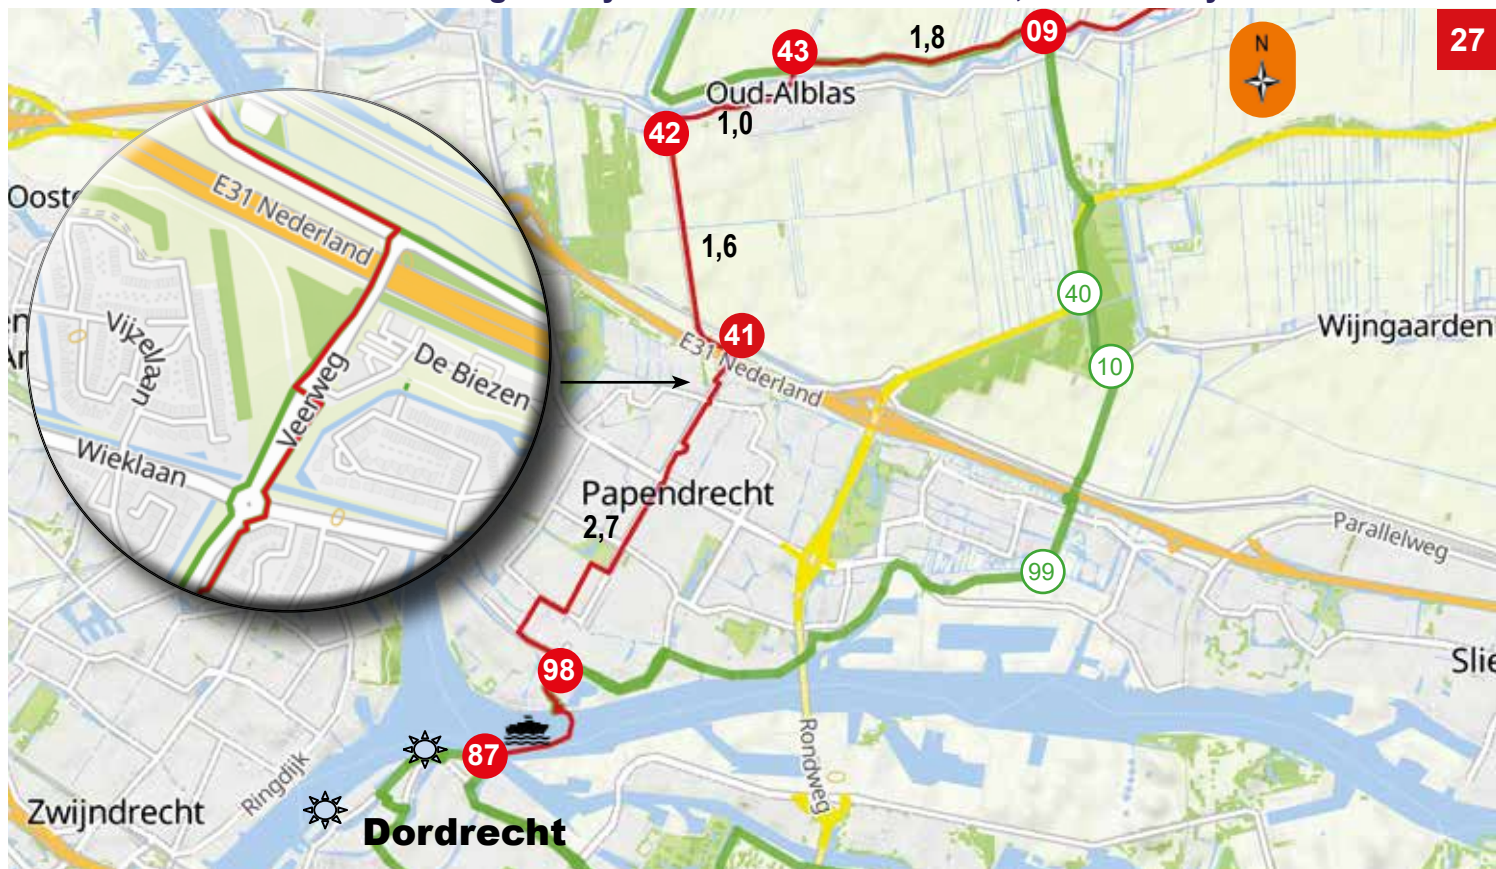 27
09
1,8
43
N
Oud-Alblas
1,0
42
E31 Nederland
1,6
40
Wijngaarden
41
E31 Nederland
Vijzellaan
De Biezen
10
Veerweg
Wieklaan
Papendrecht
2,7
Parallelweg
99
98
Slie
Rondweg
87
Ringdijk
Zwijndrecht
Dordrecht